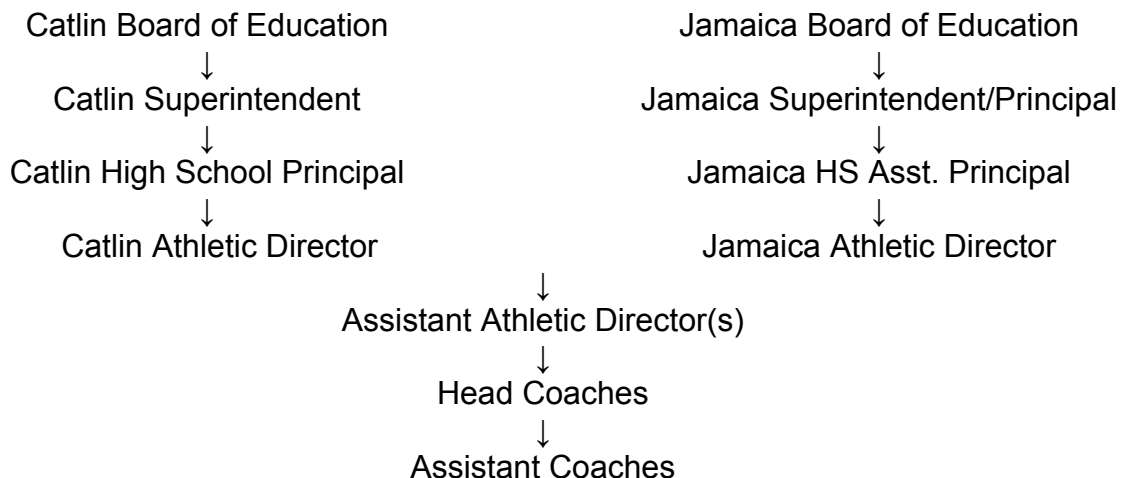 Catlin Board of Education Jamaica Board of Education
↓ ↓
Catlin Superintendent Jamaica Superintendent/Principal
↓ ↓
Catlin High School Principal Jamaica HS Asst. Principal
↓ ↓
Catlin Athletic Director Jamaica Athletic Director
↓
Assistant Athletic Director(s)
↓
Head Coaches
↓
Assistant Coaches